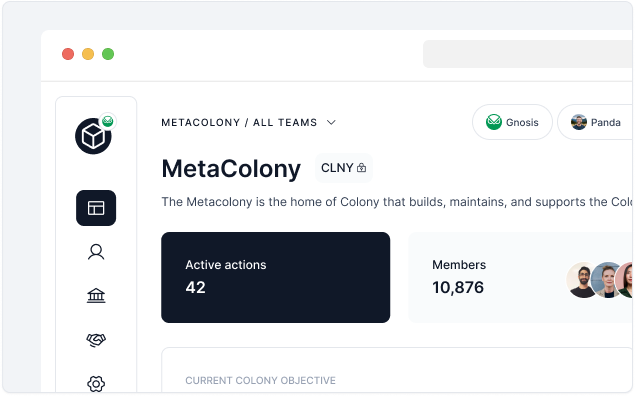 METACOLONY / ALL TEAMS
Gnosis
Panda
MetaColony
CLNY
The Metacolony is the home of Colony that builds, maintains, and supports the
Active actions
42
Members
10,876
CURRENT COLONY OBJECTIVE